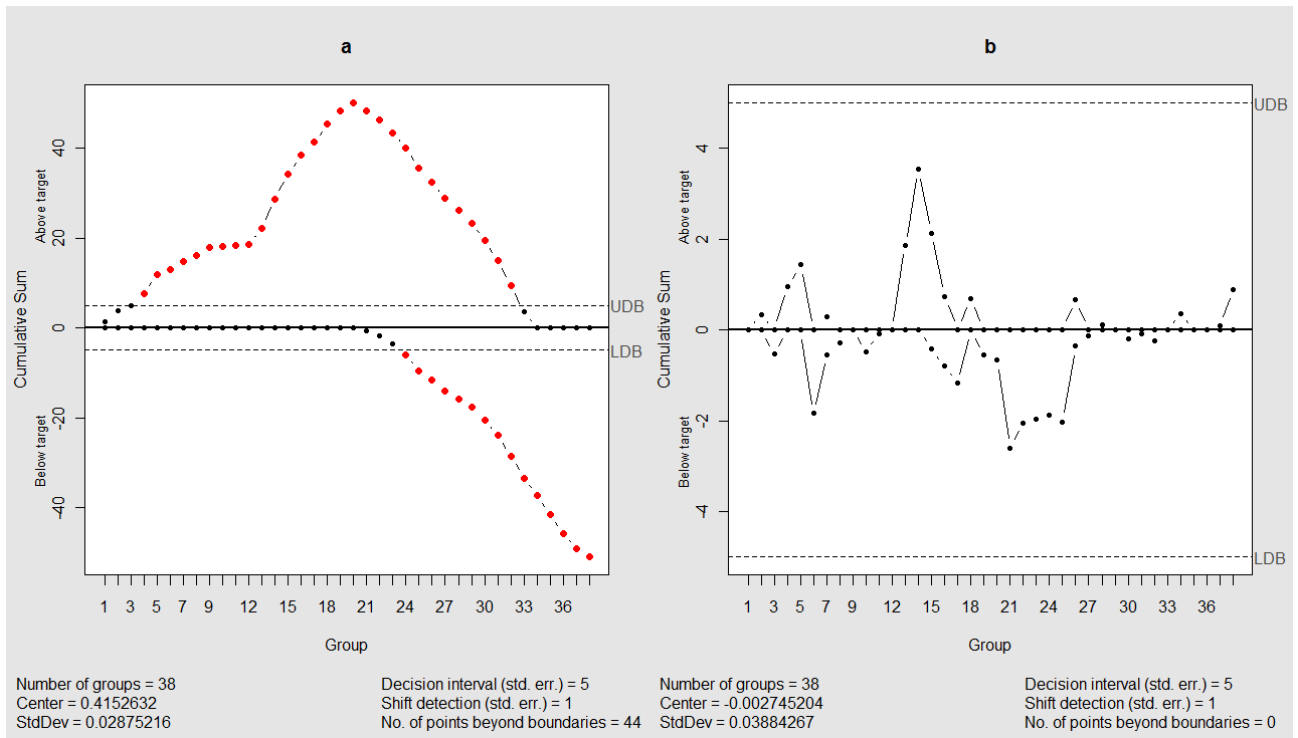 a
Cumulative Sum
Below target
Above target
-40
-20
0
20
40
UDB
LDB
1
3
5
7
9
12
15
18
21
24
27
30
33
36
Group
Number of groups = 38
Center = 0.4152632
StdDev = 0.02875216
Decision interval (std. err.) = 5
Shift detection (std. err.) = 1
No. of points beyond boundaries = 44
b
Cumulative Sum
Below target
Above target
-4
-2
0
2
4
UDB
LDB
1
3
5
7
9
12
15
18
21
24
27
30
33
36
Group
Number of groups = 38
Center = -0.002745204
StdDev = 0.03884267
Decision interval (std. err.) = 5
Shift detection (std. err.) = 1
No. of points beyond boundaries = 0